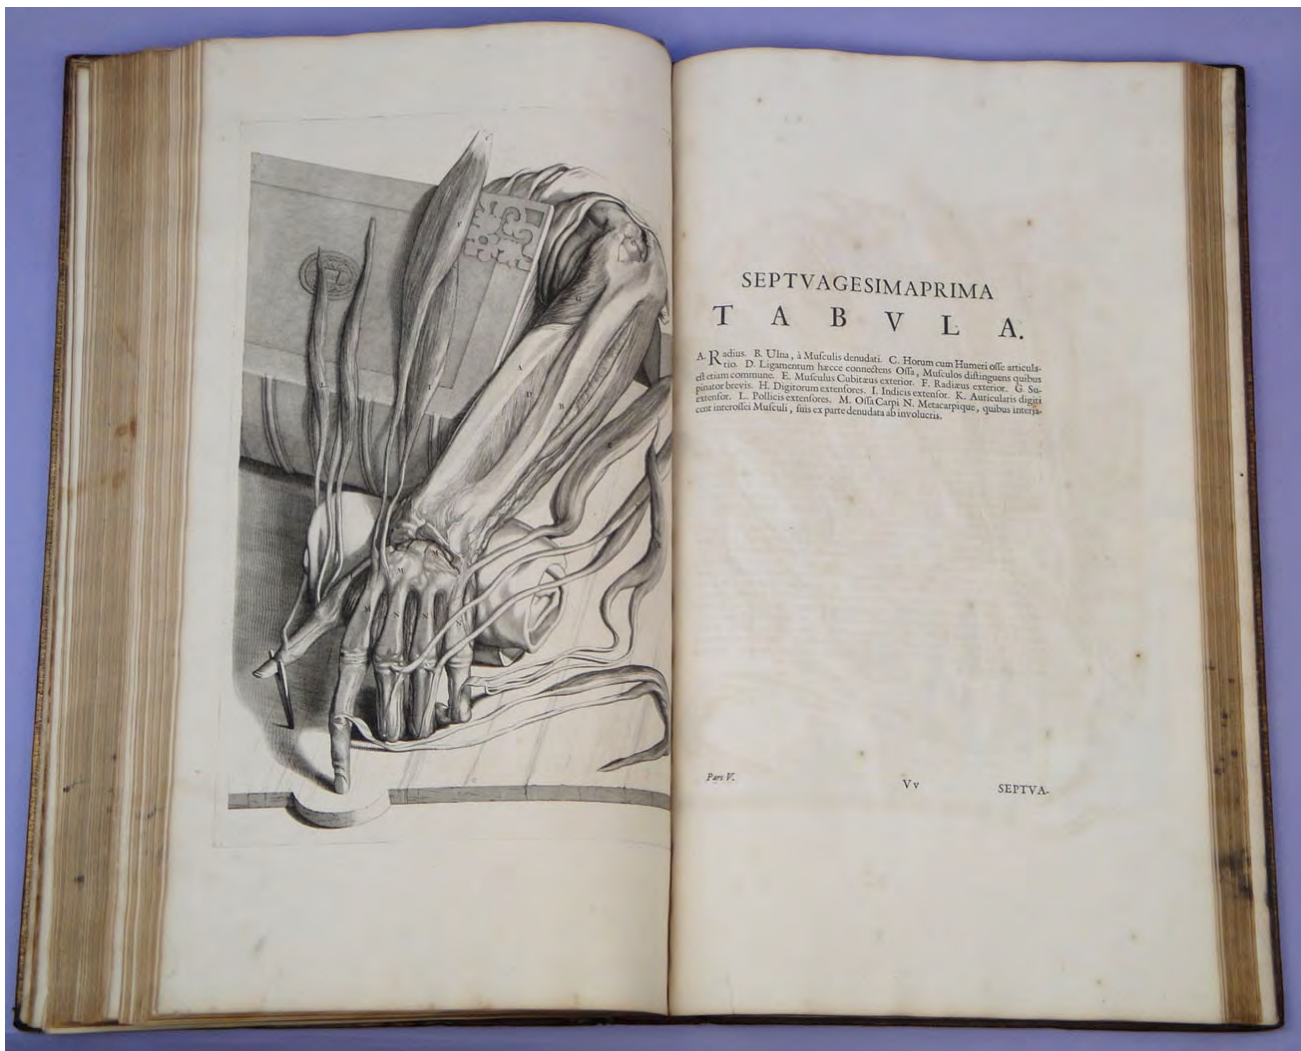 SEPTVAGESIMAPRIMA
TABVLA.
A. Radius. B. Ulna, à Muſculis denudati. C. Horum cum Humeri oſſe articula-
tio. D. Ligamentum hæcce connectens Oſſa, Muſculos diſtinguens quibus
eſt etiam commune. E. Muſculus Cubitæus exterior. F. Radiæus exterior. G. Su-
pinator brevis. H. Digitorum extenſores. I. Indicis extenſor. K. Auricularis digiti
extenſor. L. Pollicis extenſores. M. Oſſa Carpi N. Metacarpique, quibus interja-
cent interoſſei Muſculi, ſuis ex parte denudata ab involucris.
Pars V.
Vv
SEPTVA-